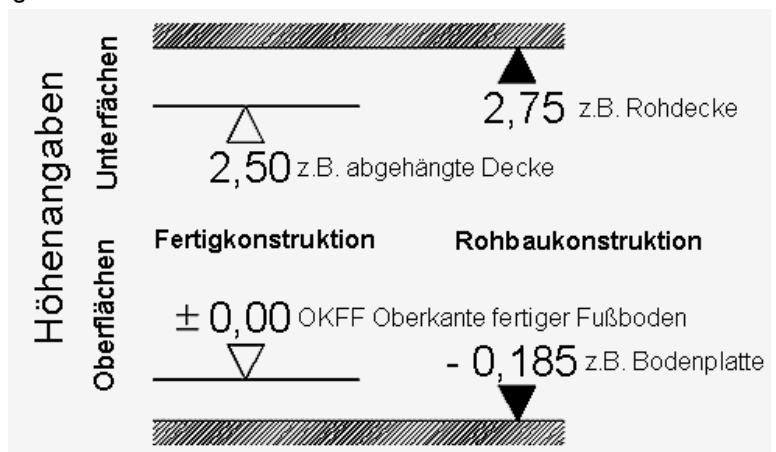 g
Höhenangaben
Unterfächen
2,75 z.B. Rohdecke
2,50 z.B. abgehängte Decke
Fertigkonstruktion Rohbaukonstruktion
Oberflächen
± 0,00 OKFF Oberkante fertiger Fußboden
- 0,185 z.B. Bodenplatte